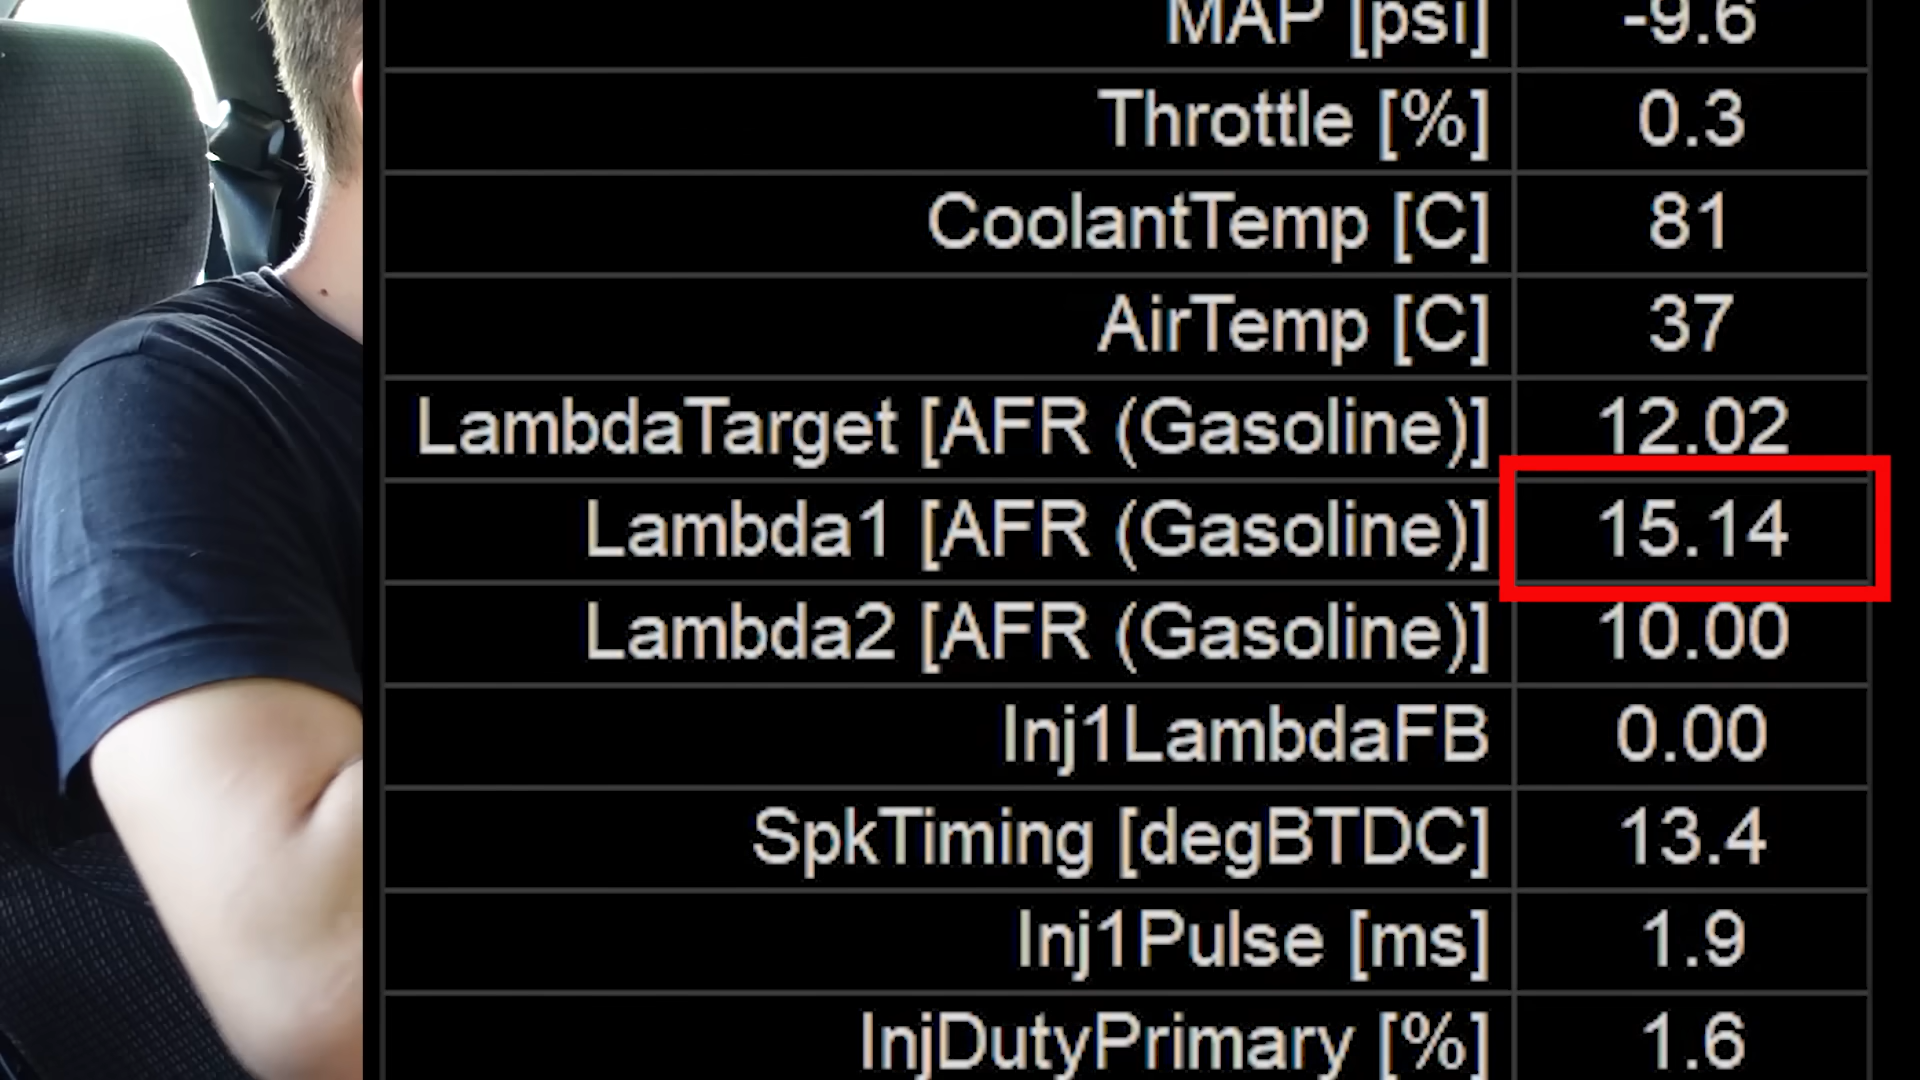 MAP [psi] -9.6
Throttle [%] 0.3
CoolantTemp [C] 81
AirTemp [C] 37
LambdaTarget [AFR (Gasoline)] 12.02
Lambda1 [AFR (Gasoline)] 15.14
Lambda2 [AFR (Gasoline)] 10.00
Inj1LambdaFB 0.00
SpkTiming [degBTDC] 13.4
Inj1Pulse [ms] 1.9
InjDutyPrimary [%] 1.6